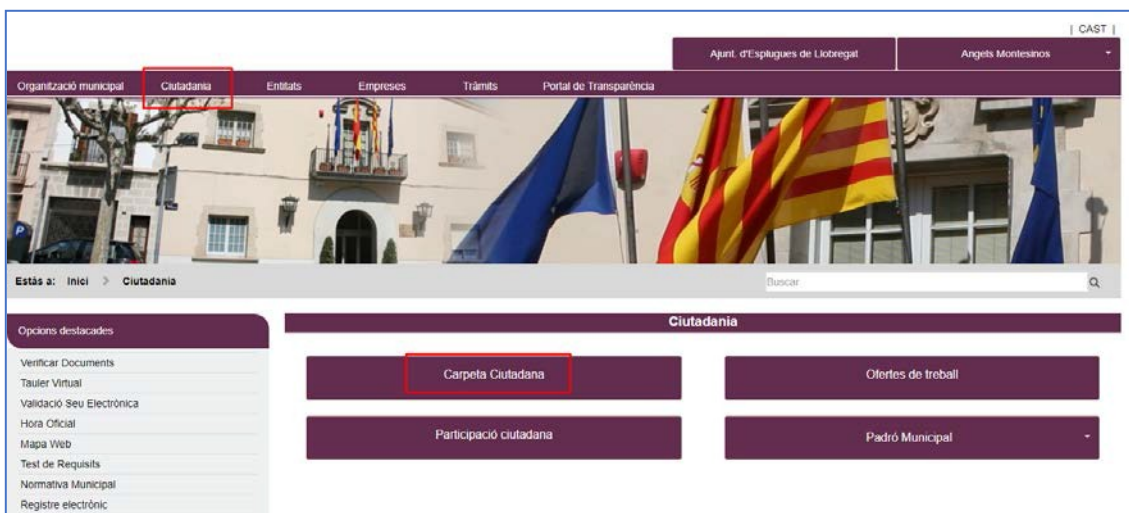 | CAST |
Ajunt. d'Esplugues de Llobregat
Angels Montesinos
Organització municipal
Ciutadania
Entitats
Empreses
Tràmits
Portal de Transparència
P
Estàs a: Inici > Ciutadania
Buscar
Opcions destacades
Verificar Documents
Tauler Virtual
Validació Seu Electrònica
Hora Oficial
Mapa Web
Test de Requisits
Normativa Municipal
Registre electrònic
Ciutadania
Carpeta Ciutadana
Ofertes de treball
Participació ciutadana
Padró Municipal